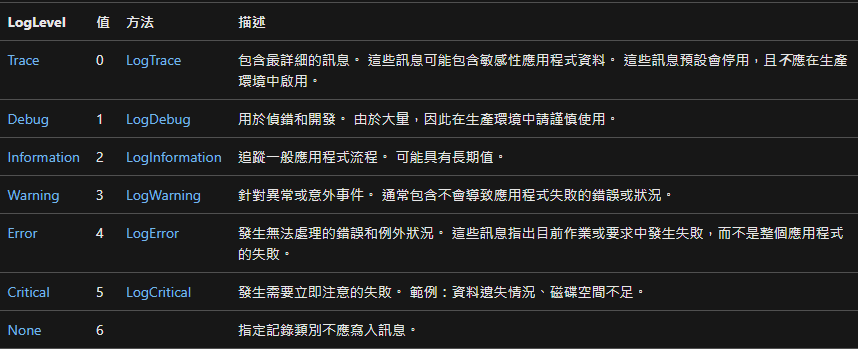 LogLevel 值 方法 描述
Trace 0 LogTrace 包含最詳細的訊息。 這些訊息可能包含敏感性應用程式資料。 這些訊息預設會停用，且不應在生產
環境中啟用。
Debug 1 LogDebug 用於偵錯和開發。 由於大量，因此在生產環境中請謹慎使用。
Information 2 LogInformation 追蹤一般應用程式流程。 可能具有長期值。
Warning 3 LogWarning 針對異常或意外事件。 通常包含不會導致應用程式失敗的錯誤或狀況。
Error 4 LogError 發生無法處理的錯誤和例外狀況。 這些訊息指出目前作業或要求中發生失敗，而不是整個應用程式
的失敗。
Critical 5 LogCritical 發生需要立即注意的失敗。 範例：資料遺失情況、磁碟空間不足。
None 6 指定記錄類別不應寫入訊息。